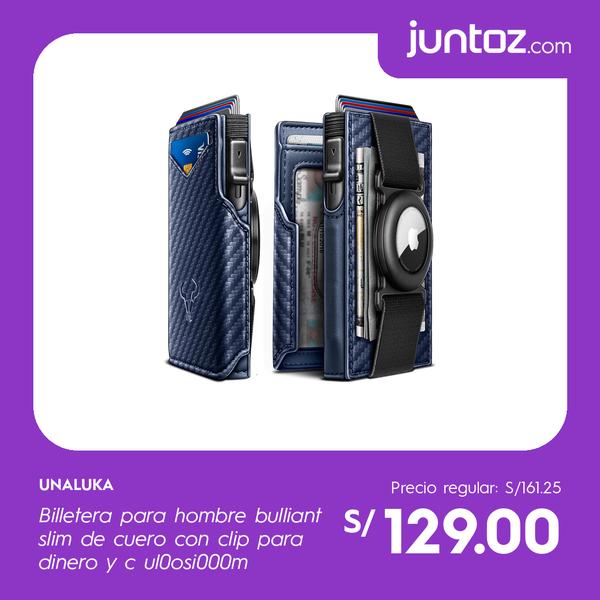 juntoz.com
UNALUKA
Billetera para hombre bulliant
slim de cuero con clip para
dinero y c ul0osi000m
Precio regular: S/161.25
S/129.00